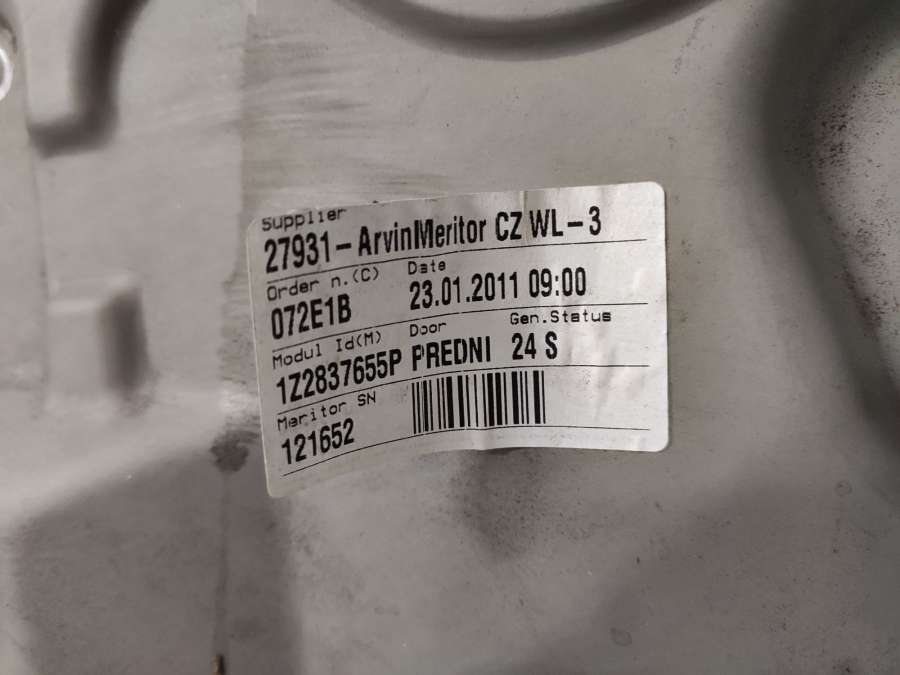 Supplier
27931-ArvinMeritor CZ WL-3
Order n.(C) Date
072E1B 23.01.2011 09:00
Modul Id(M) Door Gen.Status
1Z2837655P PREDNI 24 S
Meritor SN
121652